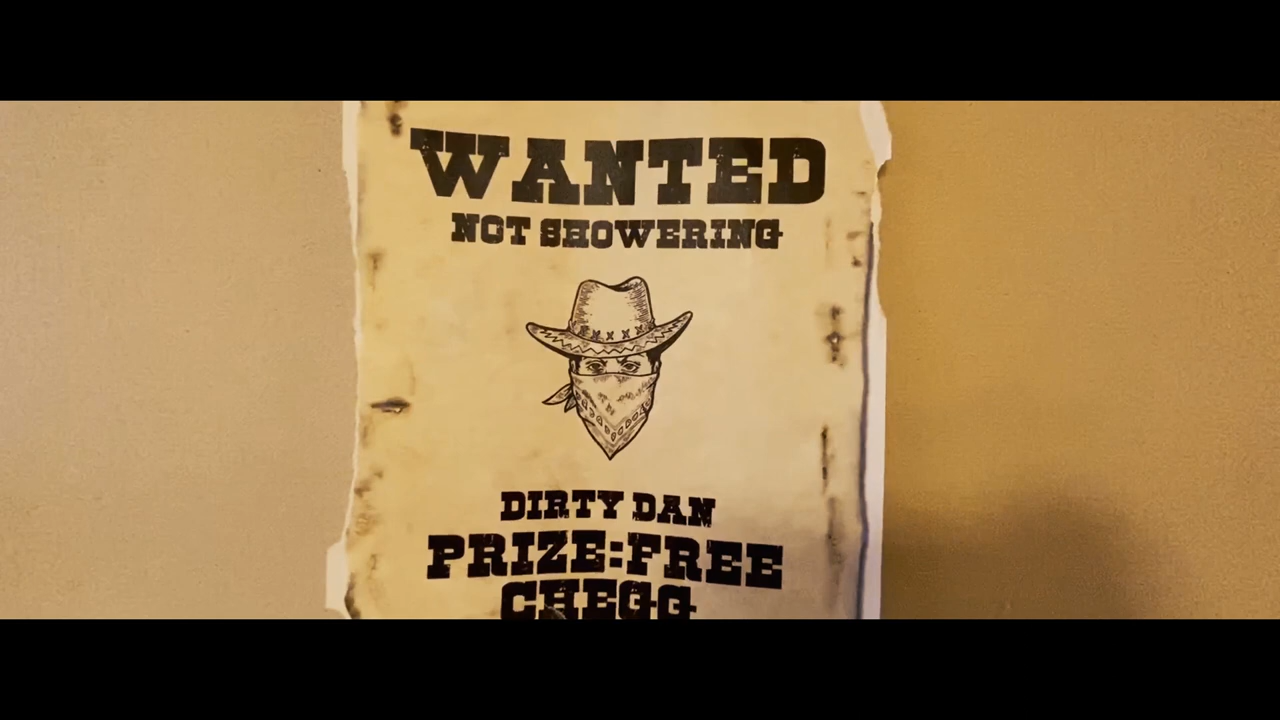 WANTED
NOT SHOWERING
DIRTY DAN
PRIZE:FREE
CHEGG